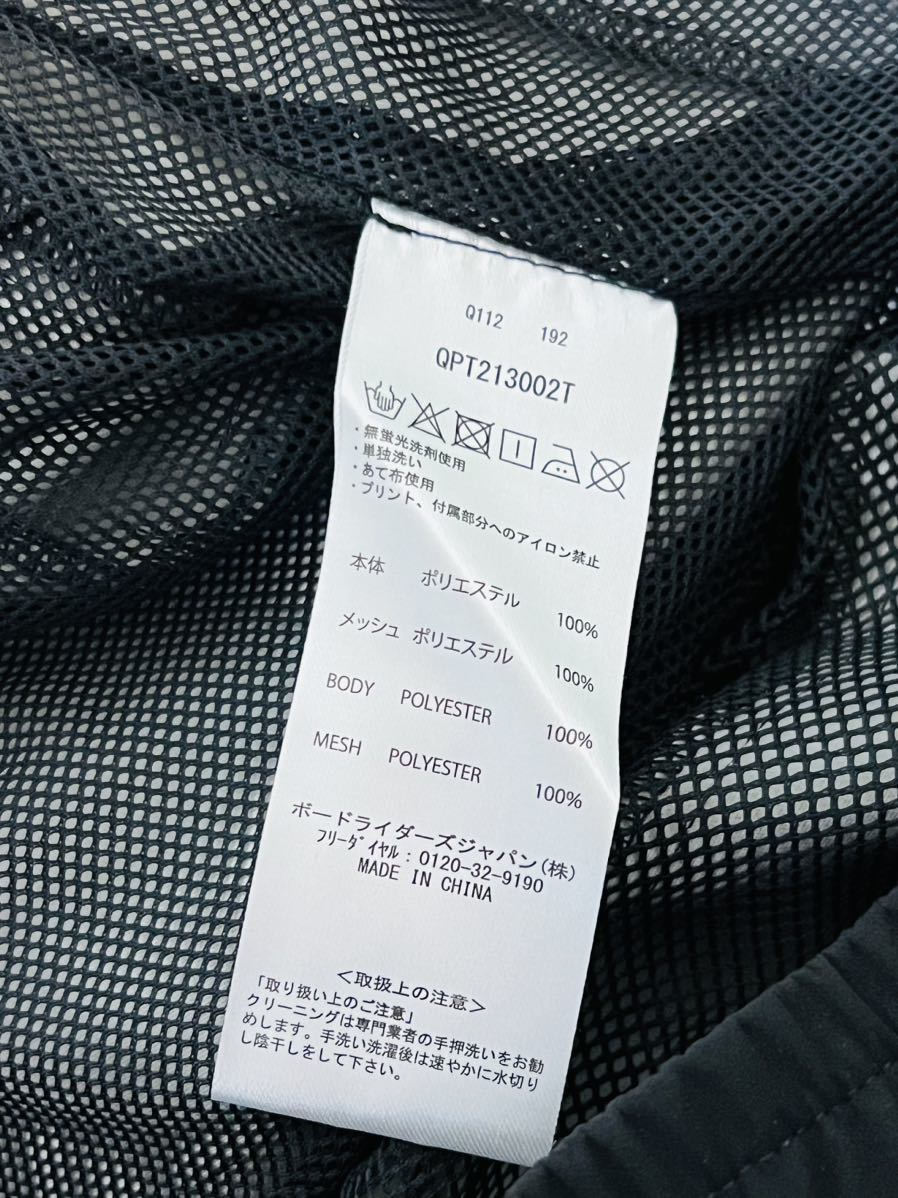 Q112 192
QPT213002T
・無蛍光洗剤使用
・単独洗い
・あて布使用
・プリント、付属部分へのアイロン禁止
本体 ポリエステル 100%
メッシュ ポリエステル 100%
BODY POLYESTER 100%
MESH POLYESTER 100%
ボードライダーズジャパン(株)
フリーダイヤル:0120-32-9190
MADE IN CHINA
<取扱上の注意>
「取り扱い上のご注意」
クリーニングは専門業者の手押洗いをお勧
めします。手洗い洗濯後は速やかに水切り
し陰干しをして下さい。